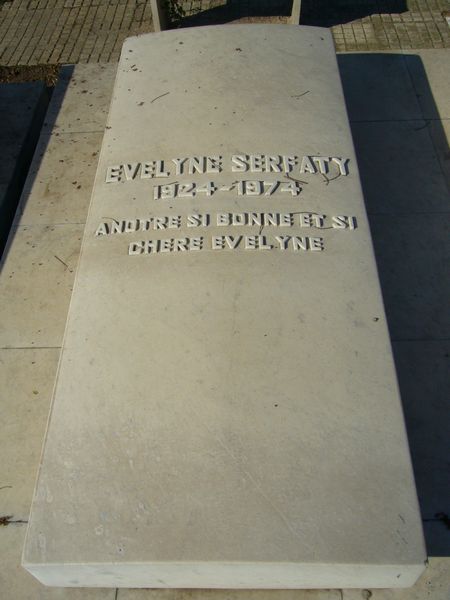 EVELYNE SERFATY
1924-1974
ANOTRE SI BONNE ET SI
CHERE EVELYNE